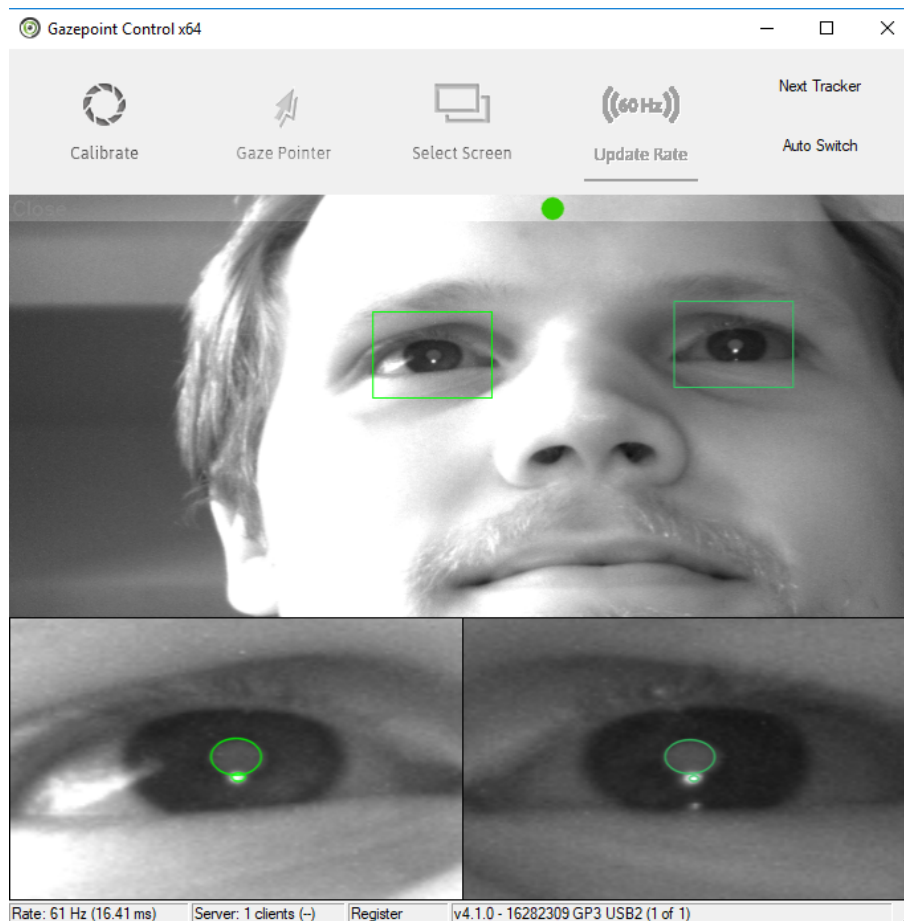 Gazepoint Control x64
Next Tracker
((60 Hz))
Calibrate
Gaze Pointer
Select Screen
Update Rate
Auto Switch
Close
Rate: 61 Hz (16.41 ms)
Server: 1 clients (--)
Register
v4.1.0 - 16282309 GP3 USB2 (1 of 1)